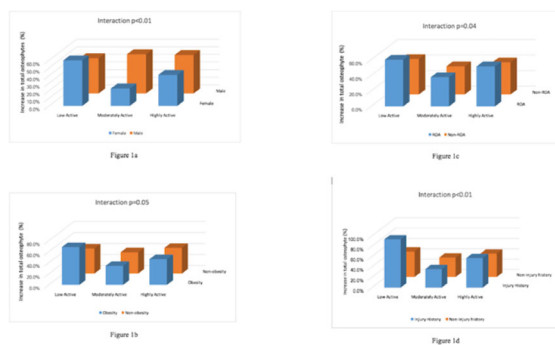 Interaction p<0.01
Increase in total osteophytes (%)
60.0%
50.0%
40.0%
30.0%
20.0%
10.0%
0.0%
Male
Female
Low Active
Moderately Active
Highly Active
Female
Male
Figure 1a
Interaction p=0.04
Increase in total osteophytes (%)
60.0%
40.0%
20.0%
0.0%
Non-ROA
ROA
Low Active
Moderately Active
Highly Active
ROA
Non-ROA
Figure 1c
Interaction p=0.05
Increase in total osteophyte (%)
80.0%
60.0%
40.0%
20.0%
0.0%
Non-obesity
Obesity
Low Active
Moderately Active
Highly Active
Obesity
Non-obesity
Figure 1b
Interaction p<0.01
Increase in total osteophyte (%)
100.0%
80.0%
60.0%
40.0%
20.0%
0.0%
Non-injury history
Injury History
Low Active
Moderately Active
Highly Active
Injury History
Non-injury history
Figure 1d